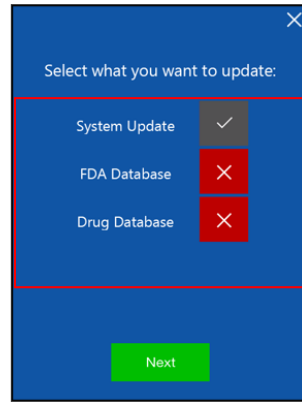 Select what you want to update:
System Update
FDA Database
Drug Database
Next